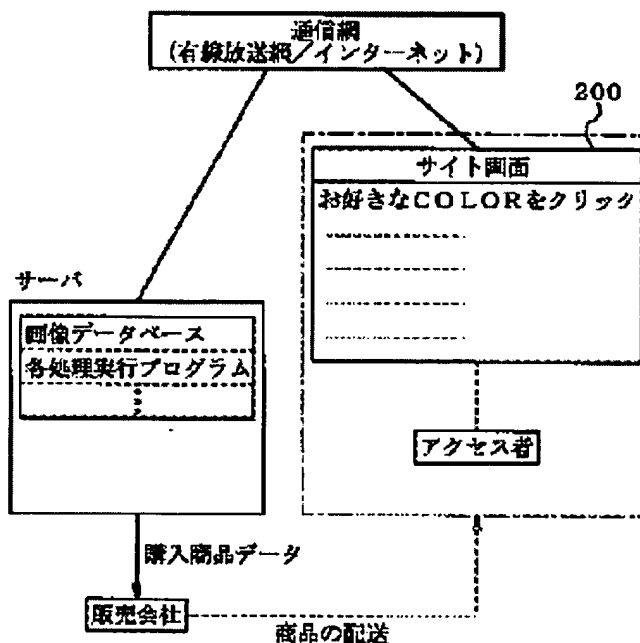 通信網
(有線放送網/インターネット)
200
サイト画面
お好きなCOLORをクリック
サーバ
画像データベース
各処理実行プログラム
アクセス者
購入商品データ
販売会社
商品の配送